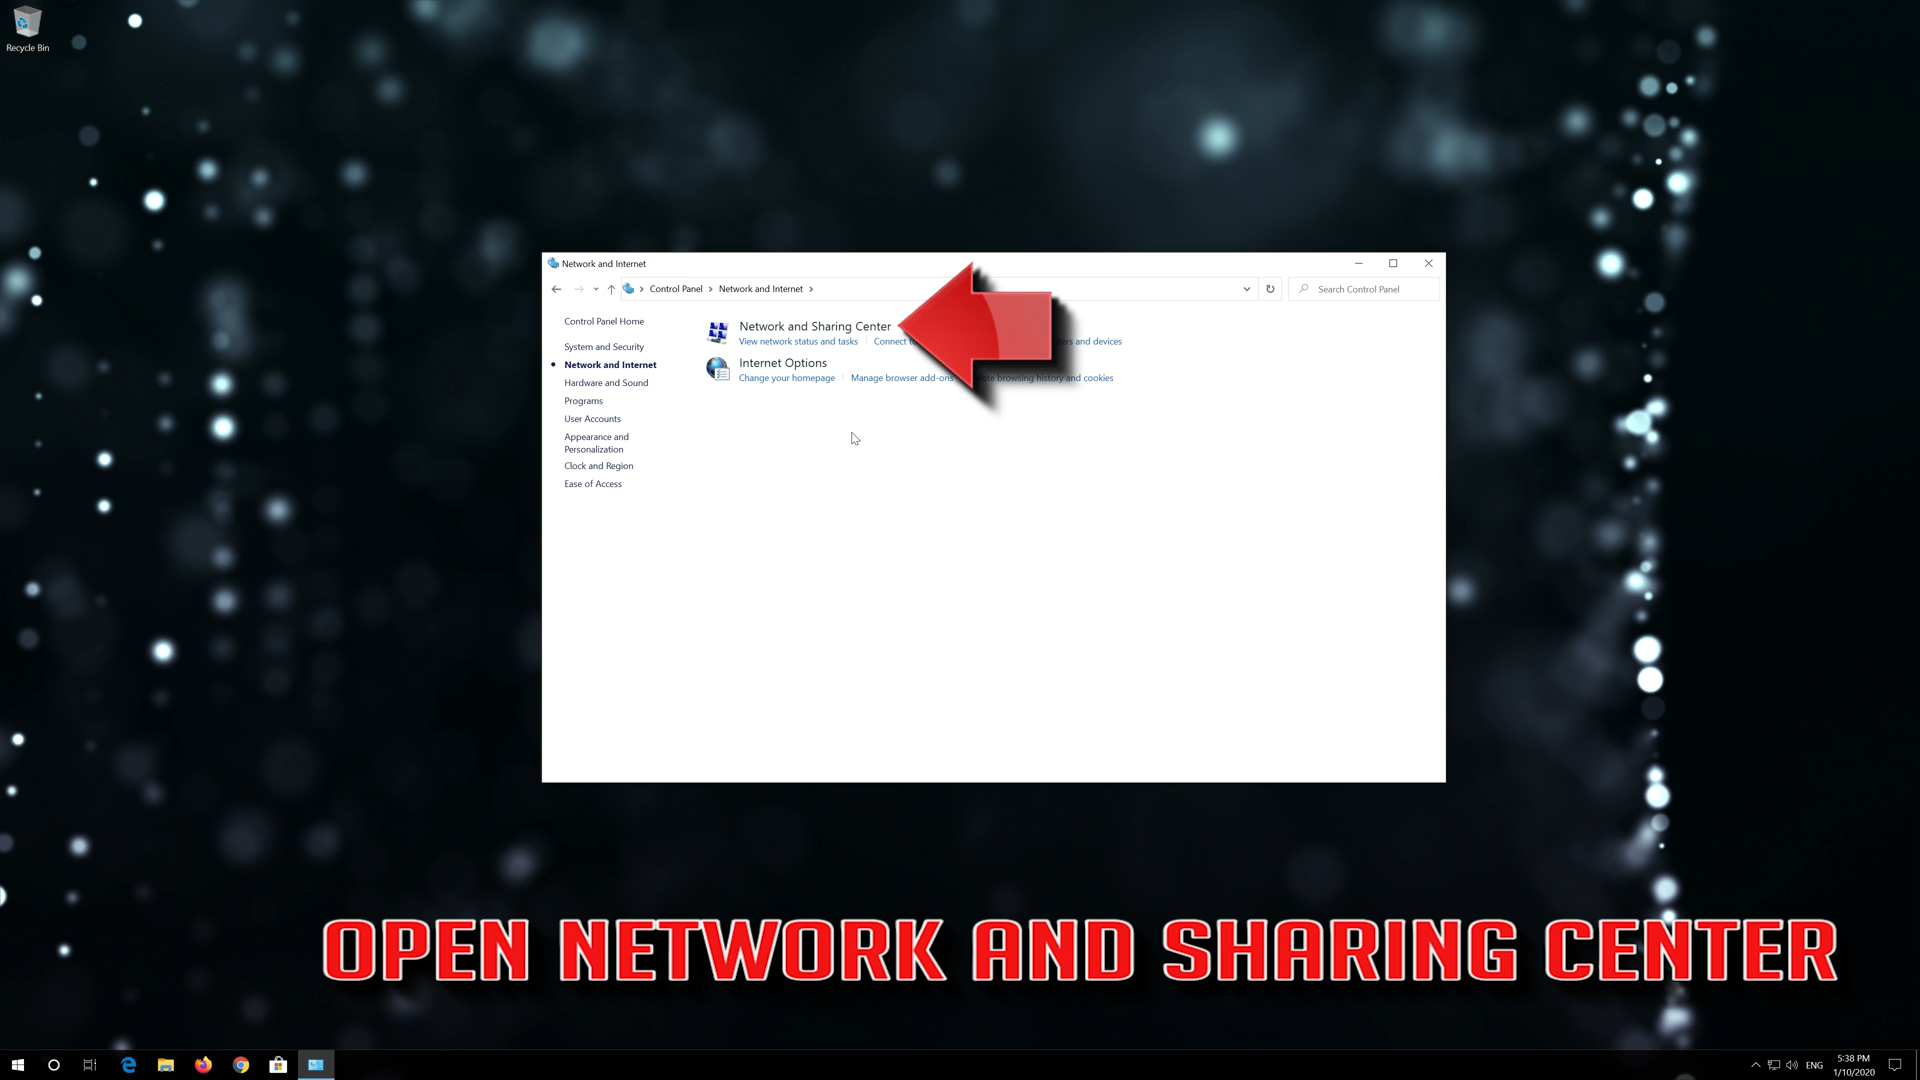 Recycle Bin
Network and Internet
Control Panel Network and Internet
Search Control Panel
Control Panel Home
System and Security
Network and Internet
Hardware and Sound
Programs
User Accounts
Appearance and
Personalization
Clock and Region
Ease of Access
Network and Sharing Center
View network status and tasks Connect and devices
Internet Options
Change your homepage Manage browser add-ons browsing history and cookies
OPEN NETWORK AND SHARING CENTER
ENG
5:38 PM
1/10/2020